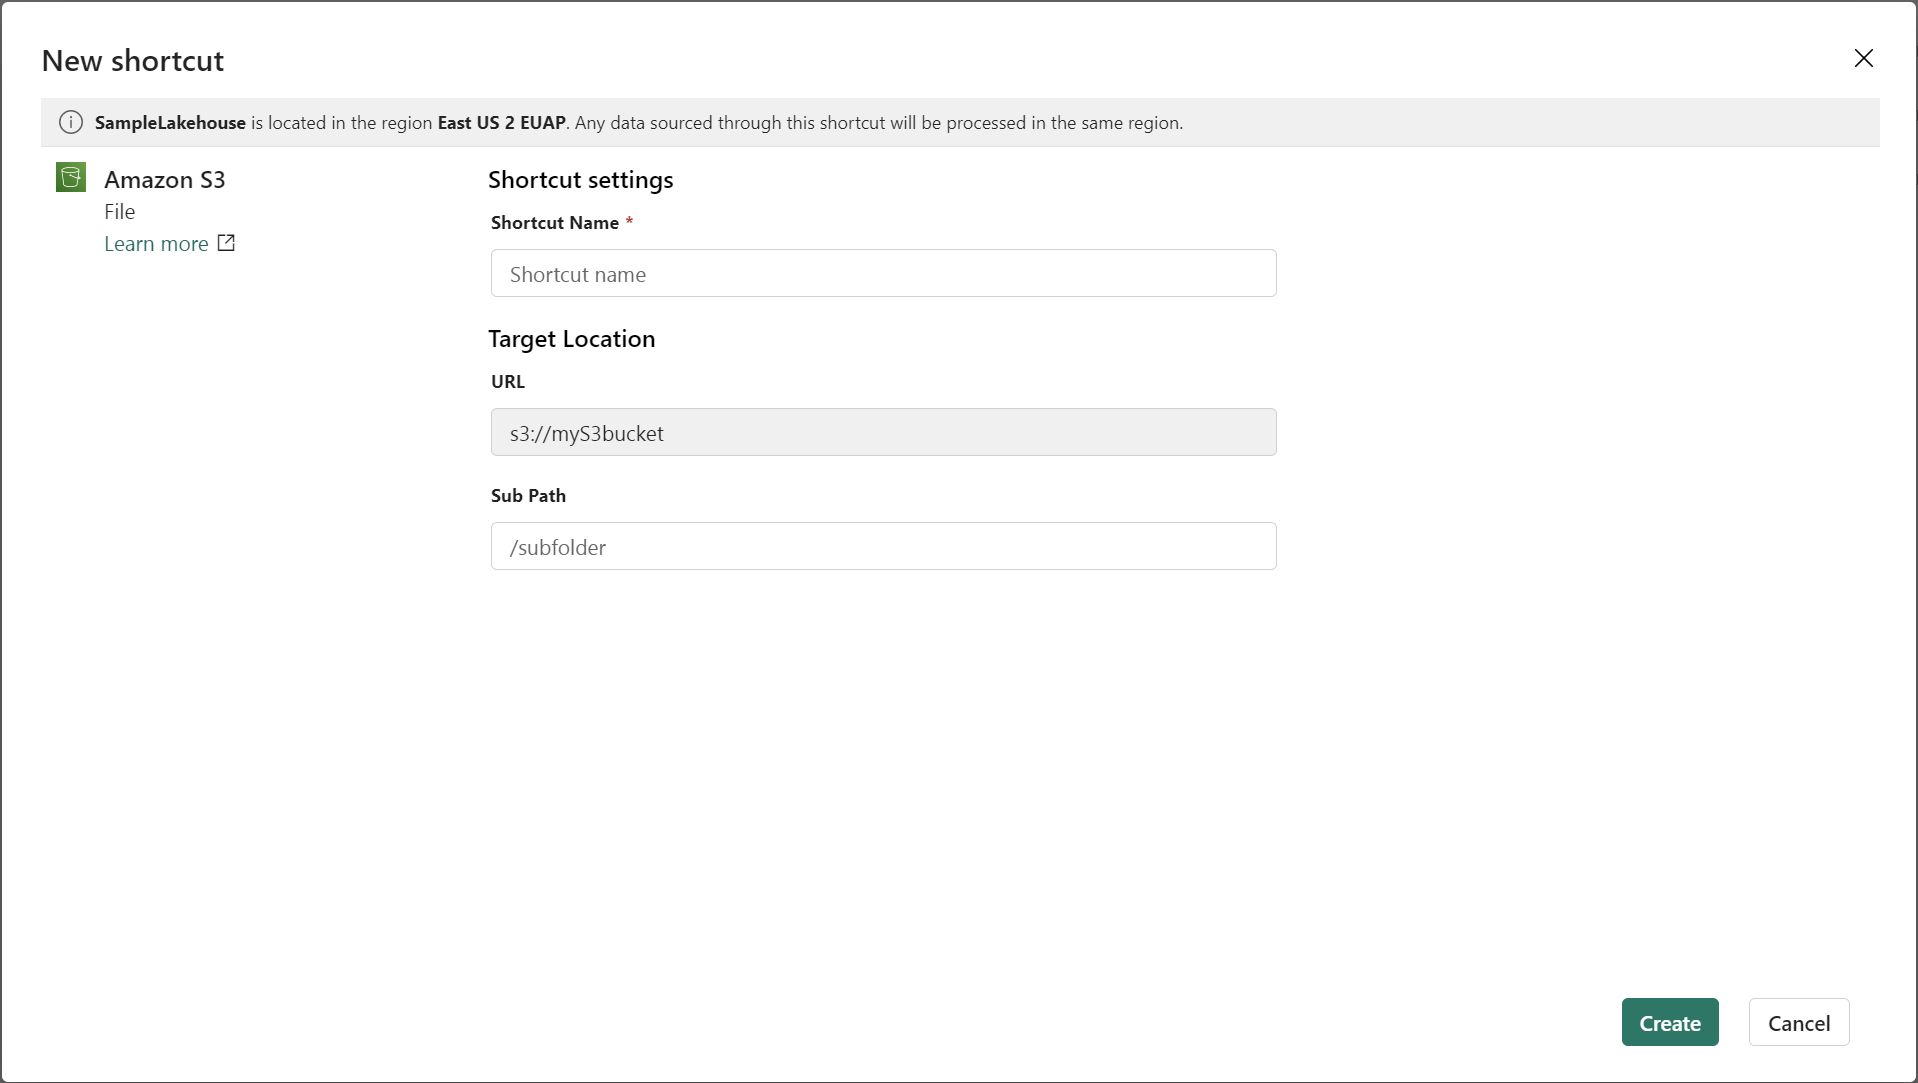 New shortcut
SampleLakehouse is located in the region East US 2 EUAP. Any data sourced through this shortcut will be processed in the same region.
Amazon S3
File
Learn more
Shortcut settings
Shortcut Name *
Shortcut name
Target Location
URL
s3://myS3bucket
Sub Path
/subfolder
Create
Cancel